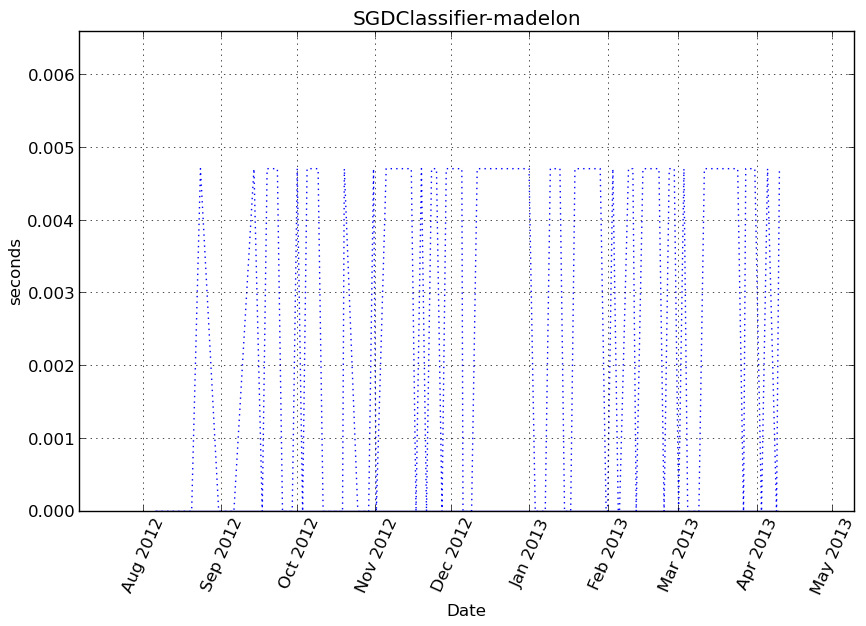 SGDClassifier-madelon
0.006
0.005
0.004
0.003
0.002
0.001
0.000
seconds
Aug 2012
Sep 2012
Oct 2012
Nov 2012
Dec 2012
Jan 2013
Feb 2013
Mar 2013
Apr 2013
May 2013
Date